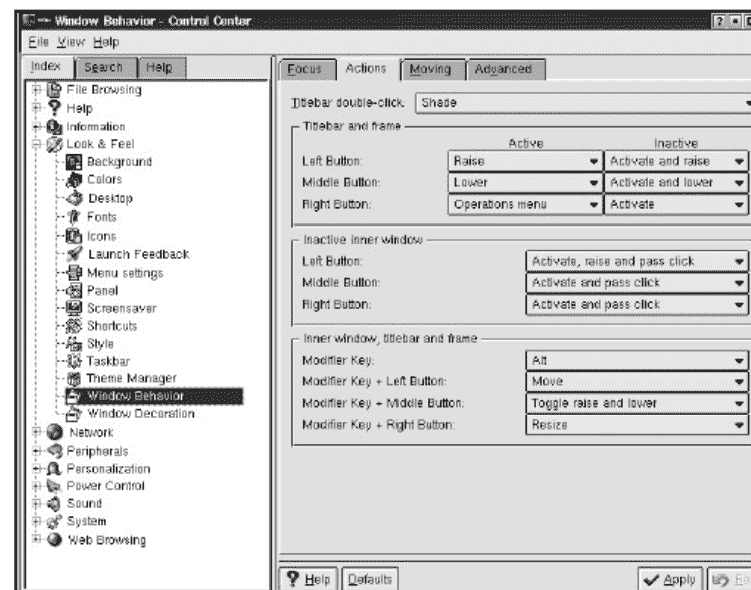 Window Behavior - Control Center
File View Help
Index Search Help
File Browsing
Help
Information
Look & Feel
Background
Colors
Desktop
Fonts
Icons
Launch Feedback
Menu settings
Panel
Screensaver
Shortcuts
Style
Taskbar
Theme Manager
Window Behavior
Window Decoration
Network
Peripherals
Personalization
Power Control
Sound
System
Web Browsing
Focus Actions Moving Advanced
Titlebar double-click: Shade
Titlebar and frame
Active Inactive
Left Button: Raise Activate and raise
Middle Button: Lower Activate and lower
Right Button: Operations menu Activate
Inactive inner window
Left Button: Activate, raise and pass click
Middle Button: Activate and pass click
Right Button: Activate and pass click
Inner window, titlebar and frame
Modifier Key: Alt
Modifier Key + Left Button: Move
Modifier Key + Middle Button: Toggle raise and lower
Modifier Key + Right Button: Resize
? Help Defaults Apply